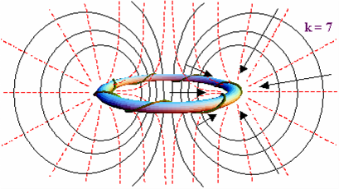 k = 7